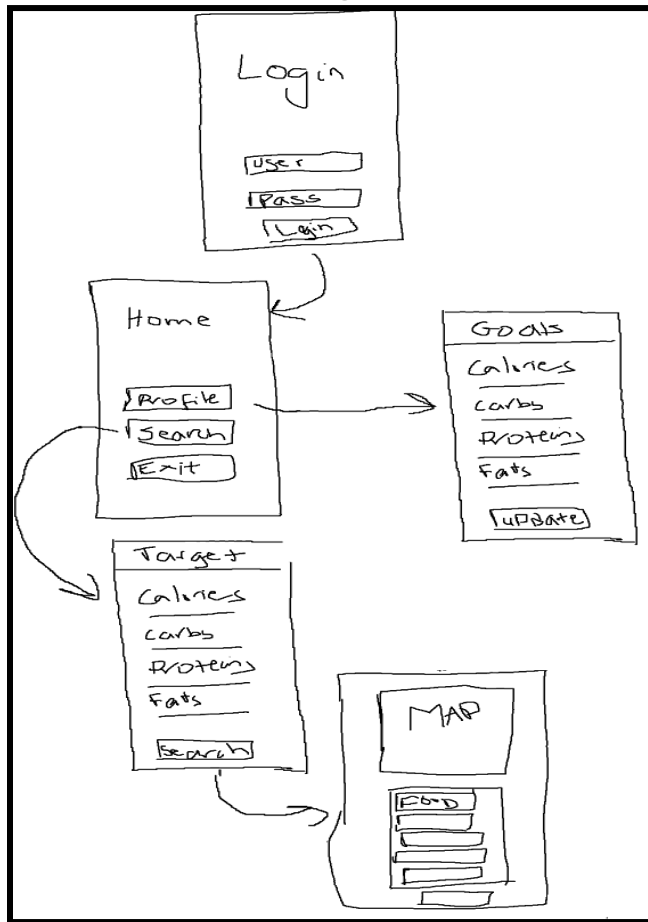 Login
User
Pass
Login
Home
Profile
Search
Exit
Goals
Calories
Carbs
Proteins
Fats
Update
Target
Calories
Carbs
Proteins
Fats
Search
MAP
FOOD